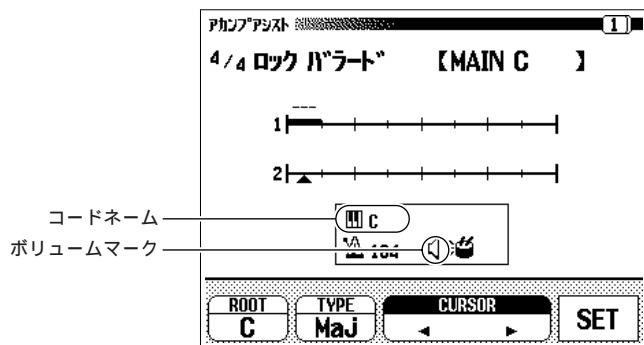 アカンプアシスト 1
4/4 ロック バラード 【MAIN C 】
---
1
2
コードネーム C
ボリュームマーク
ROOT TYPE CURSOR
C Maj ◄ ► SET